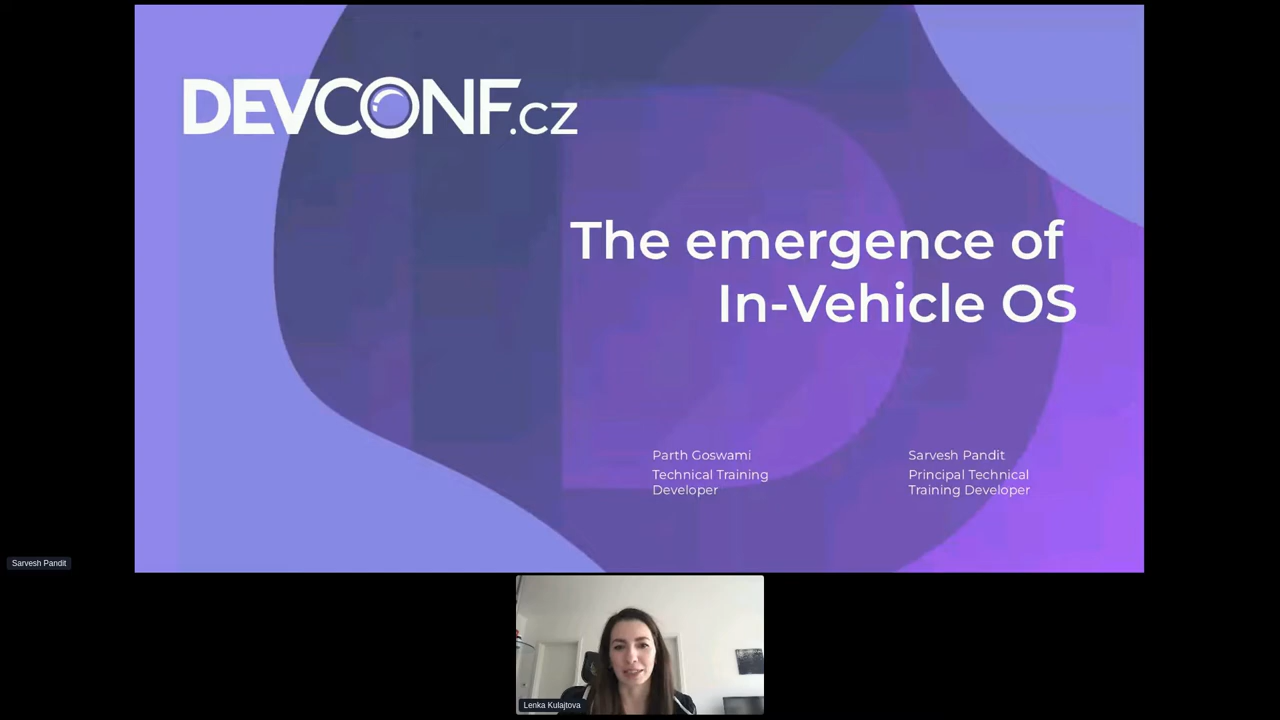 DEVCONF.cz
The emergence of
In-Vehicle OS
Parth Goswami
Technical Training
Developer
Sarvesh Pandit
Principal Technical
Training Developer
Sarvesh Pandit
Lenka Kulajtova